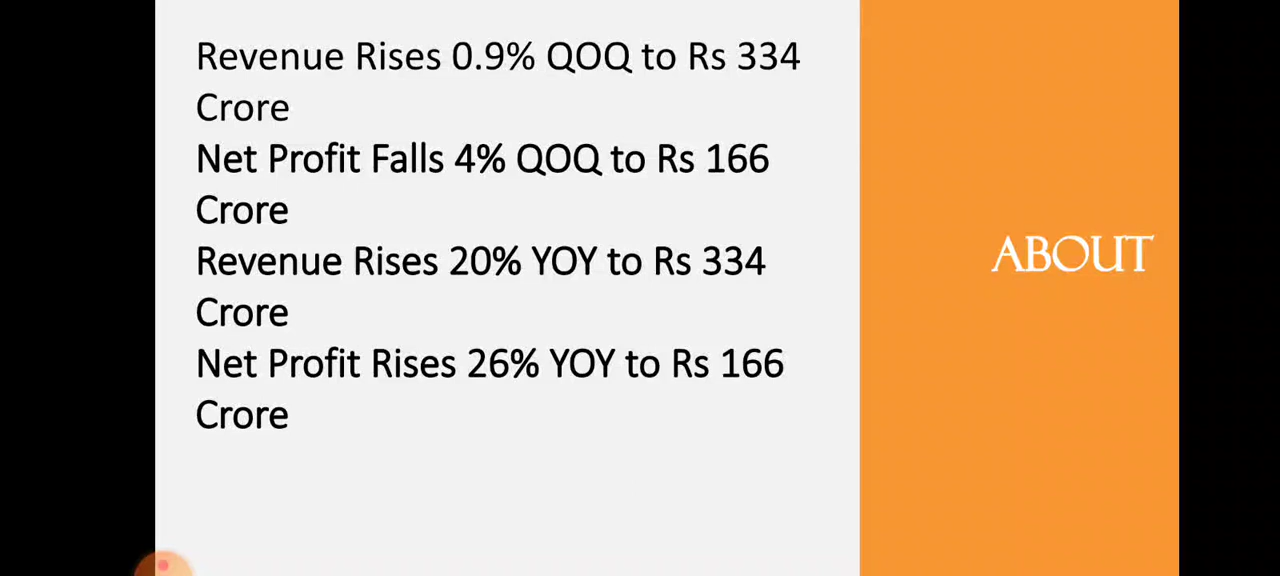 Revenue Rises 0.9% QOQ to Rs 334
Crore
Net Profit Falls 4% QOQ to Rs 166
Crore
Revenue Rises 20% YOY to Rs 334
Crore
Net Profit Rises 26% YOY to Rs 166
Crore
ABOUT